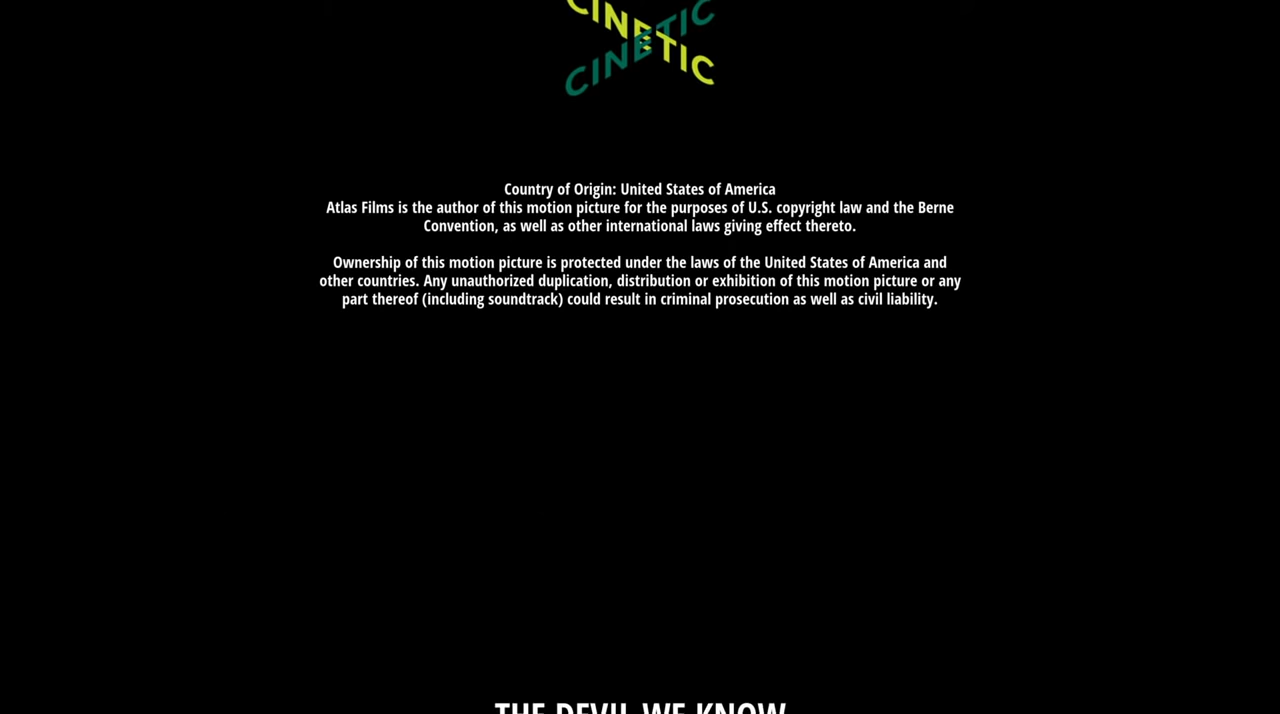 CINETIC
CINETIC
Country of Origin: United States of America
Atlas Films is the author of this motion picture for the purposes of U.S. copyright law and the Berne
Convention, as well as other international laws giving effect thereto.
Ownership of this motion picture is protected under the laws of the United States of America and
other countries. Any unauthorized duplication, distribution or exhibition of this motion picture or any
part thereof (including soundtrack) could result in criminal prosecution as well as civil liability.
THE DEVIL WE KNOW